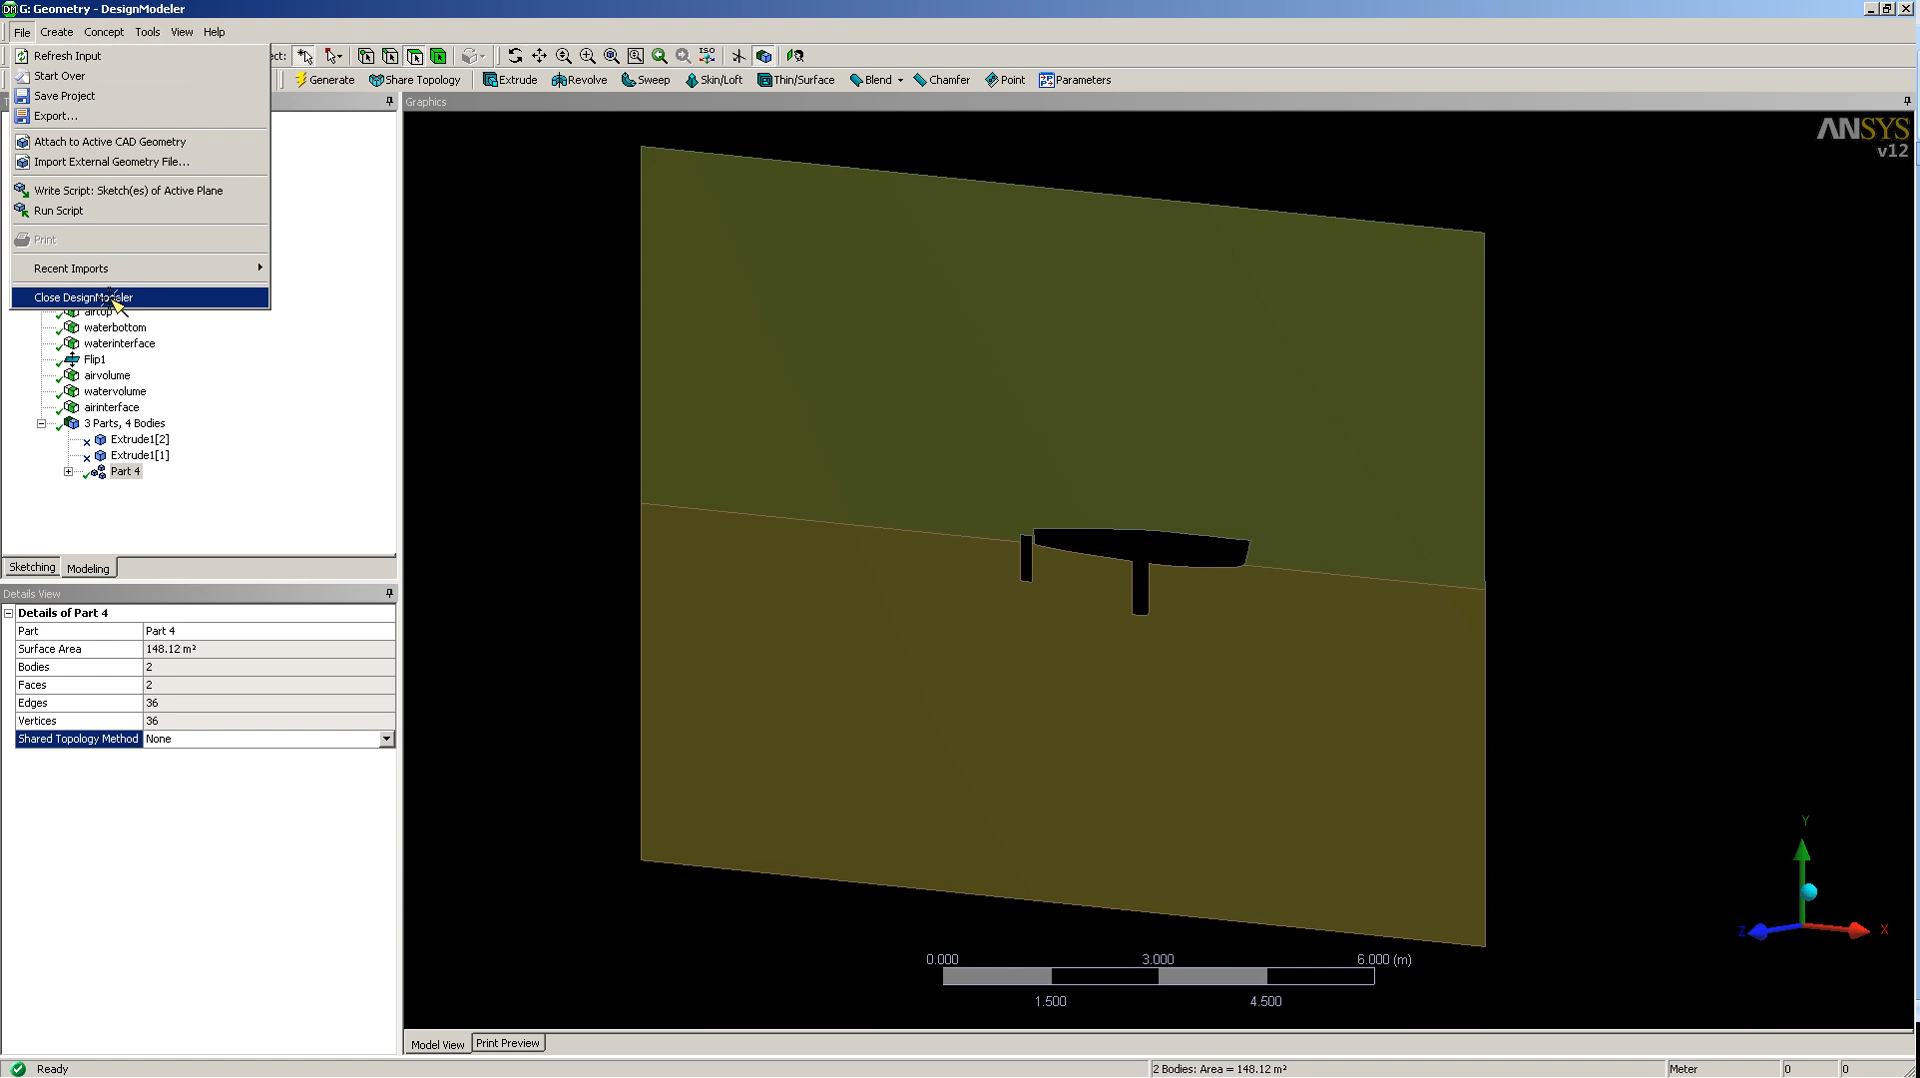 G: Geometry - DesignModeler
File Create Concept Tools View Help
Refresh Input
Start Over
Save Project
Export...
Attach to Active CAD Geometry
Import External Geometry File...
Write Script: Sketch(es) of Active Plane
Run Script
Print
Recent Imports
Close DesignModeler
ISO
Generate Share Topology Extrude Revolve Sweep Skin/Loft Thin/Surface Blend Chamfer Point Parameters
Graphics
ANSYS
v12
airtop
waterbottom
waterinterface
Flip1
airvolume
watervolume
airinterface
3 Parts, 4 Bodies
Extrude1[2]
Extrude1[1]
Part 4
Sketching Modeling
Details View
Details of Part 4
Part Part 4
Surface Area 148.12 m²
Bodies 2
Faces 2
Edges 36
Vertices 36
Shared Topology Method None
Y
Z
X
0.000 3.000 6.000 (m)
1.500 4.500
Model View Print Preview
Ready
2 Bodies: Area = 148.12 m²
Meter 0 0